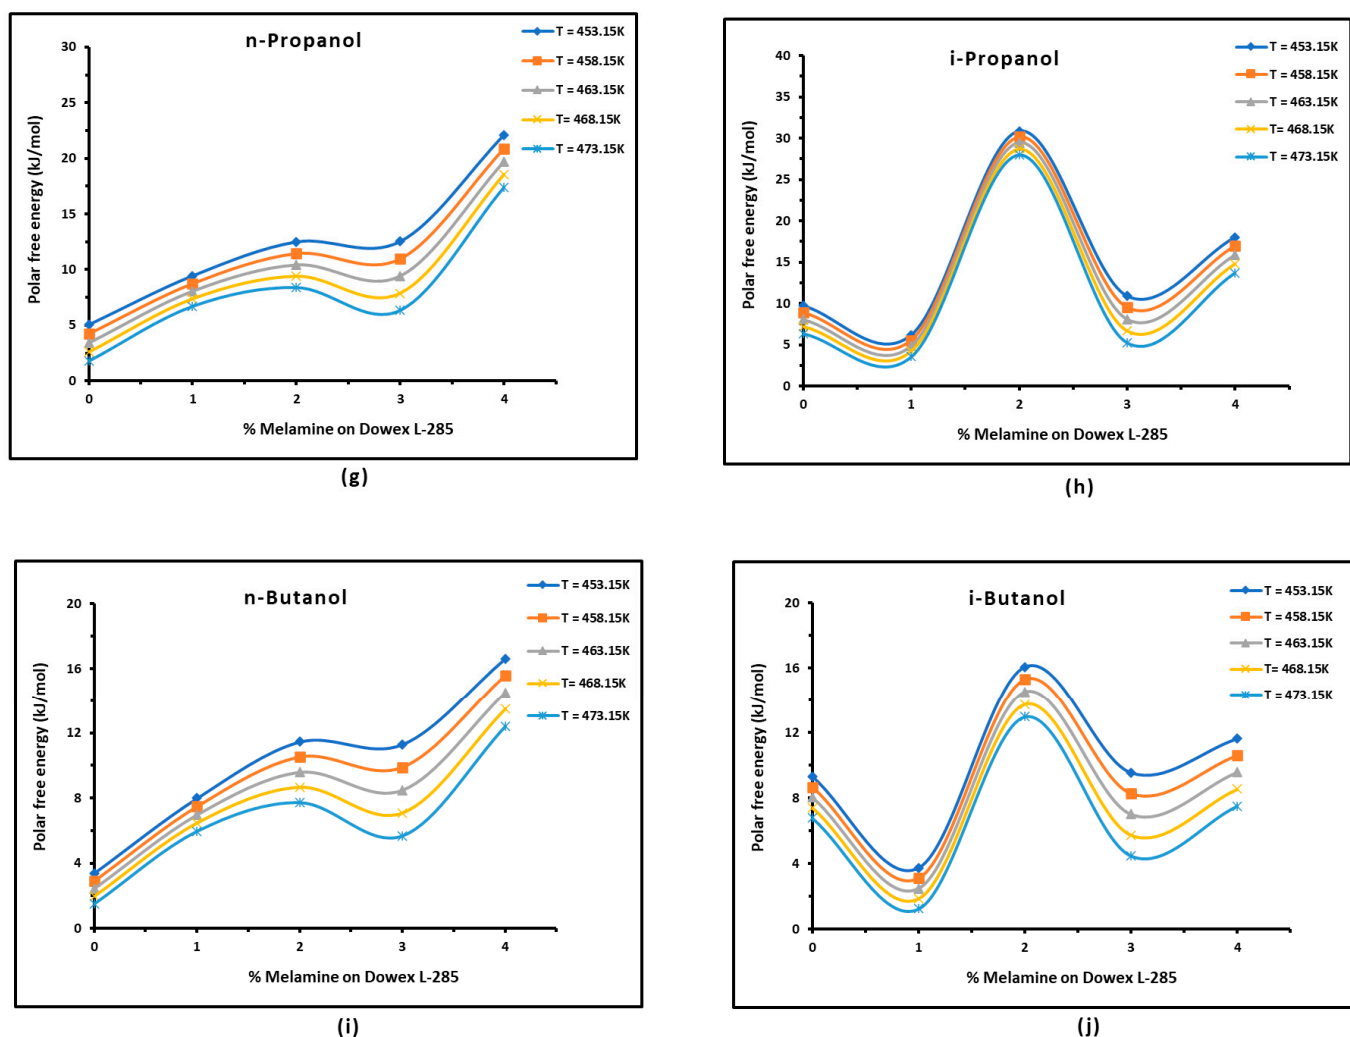 n-Propanol
T = 453.15K
T = 458.15K
T = 463.15K
T= 468.15K
T = 473.15K
30
25
20
15
10
5
0
Polar free energy (kJ/mol)
0 1 2 3 4
% Melamine on Dowex L-285
(g)
i-Propanol
T = 453.15K
T = 458.15K
T = 463.15K
T= 468.15K
T = 473.15K
40
35
30
25
20
15
10
5
0
Polar free energy (kJ/mol)
0 1 2 3 4
% Melamine on Dowex L-285
(h)
n-Butanol
T = 453.15K
T = 458.15K
T = 463.15K
T= 468.15K
T = 473.15K
20
16
12
8
4
0
Polar free energy (kJ/mol)
0 1 2 3 4
% Melamine on Dowex L-285
(i)
i-Butanol
T = 453.15K
T = 458.15K
T = 463.15K
T= 468.15K
T = 473.15K
20
16
12
8
4
0
Polar free energy (kJ/mol)
0 1 2 3 4
% Melamine on Dowex L-285
(j)